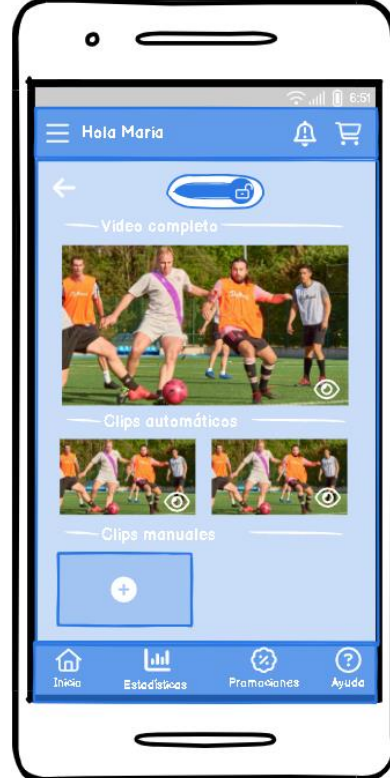 6:51
Hola Maria
Video completo
Clips automáticos
Clips manuales
Inicio
Estadísticas
Promociones
Ayuda